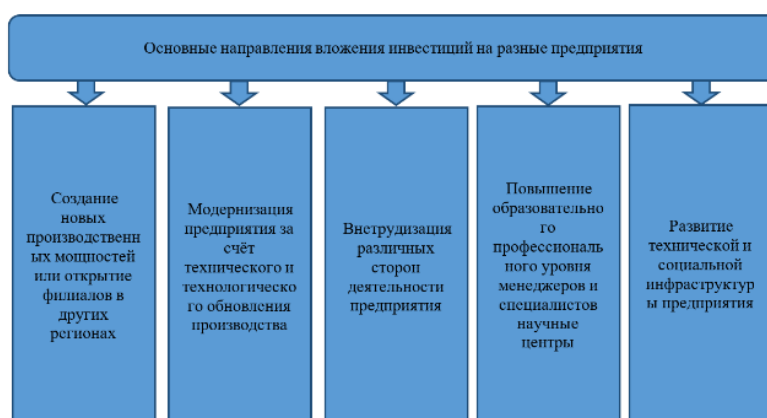 Основные направления вложения инвестиций на разные предприятия
Создание
новых
производственн
ых мощностей
или открытие
филиалов в
других
регионах
Модернизация
предприятия за
счёт
технического и
технологическо
го обновления
производства
Внетрудизация
различных
сторон
деятельности
предприятия
Повышение
образовательно
го
профессиональ
ного уровня
менеджеров и
специалистов
научные
центры
Развитие
технической и
социальной
инфраструктур
ы предприятия